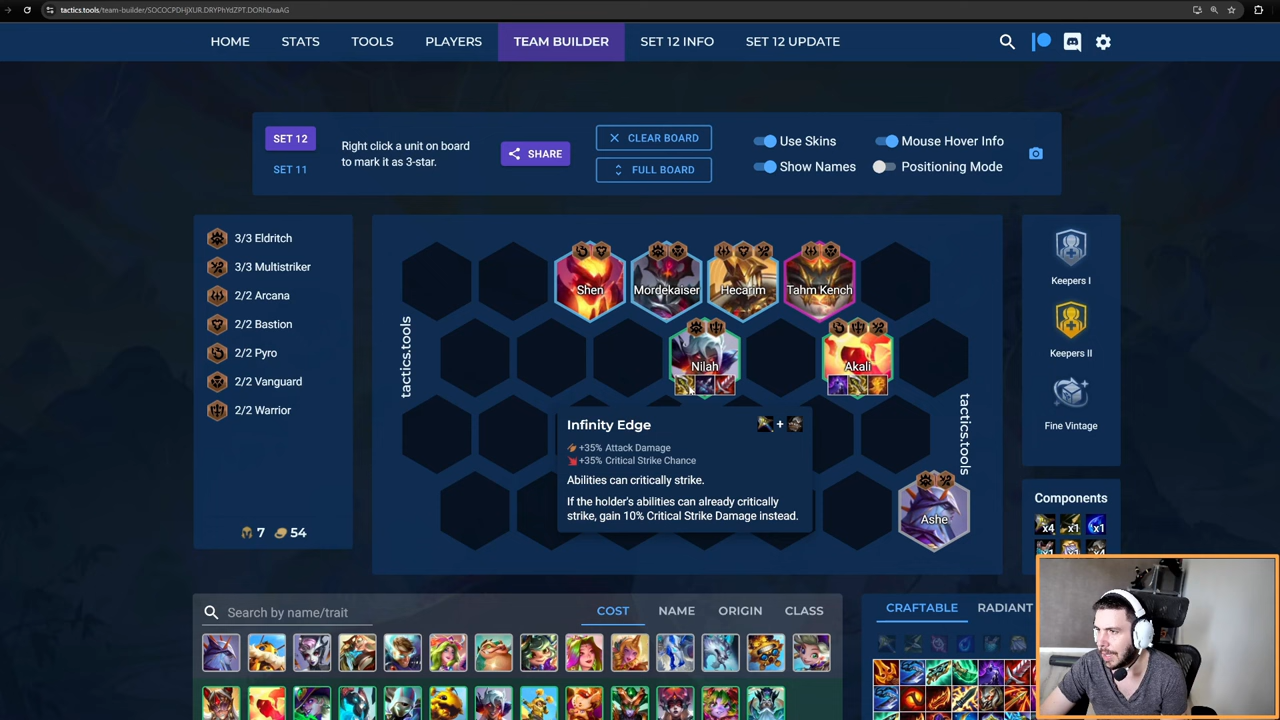 tactics.tools/team-builder/SOCOCPDHjXUR.DRYPhYdZPT.DORhDxaAG
HOME STATS TOOLS PLAYERS TEAM BUILDER SET 12 INFO SET 12 UPDATE
SET 12
SET 11
Right click a unit on board
to mark it as 3-star.
SHARE
CLEAR BOARD
FULL BOARD
Use Skins
Mouse Hover Info
Show Names
Positioning Mode
3/3 Eldritch
3/3 Multistriker
2/2 Arcana
2/2 Bastion
2/2 Pyro
2/2 Vanguard
2/2 Warrior
7 54
tactics.tools
Shen
Mordekaiser
Hecarim
Tahm Kench
Nilah
Akali
Ashe
tactics.tools
Infinity Edge
+
+35% Attack Damage
+35% Critical Strike Chance
Abilities can critically strike.
If the holder's abilities can already critically
strike, gain 10% Critical Strike Damage instead.
Keepers I
Keepers II
Fine Vintage
Components
x4 x1 x1
x4
Search by name/trait
COST NAME ORIGIN CLASS
CRAFTABLE RADIANT